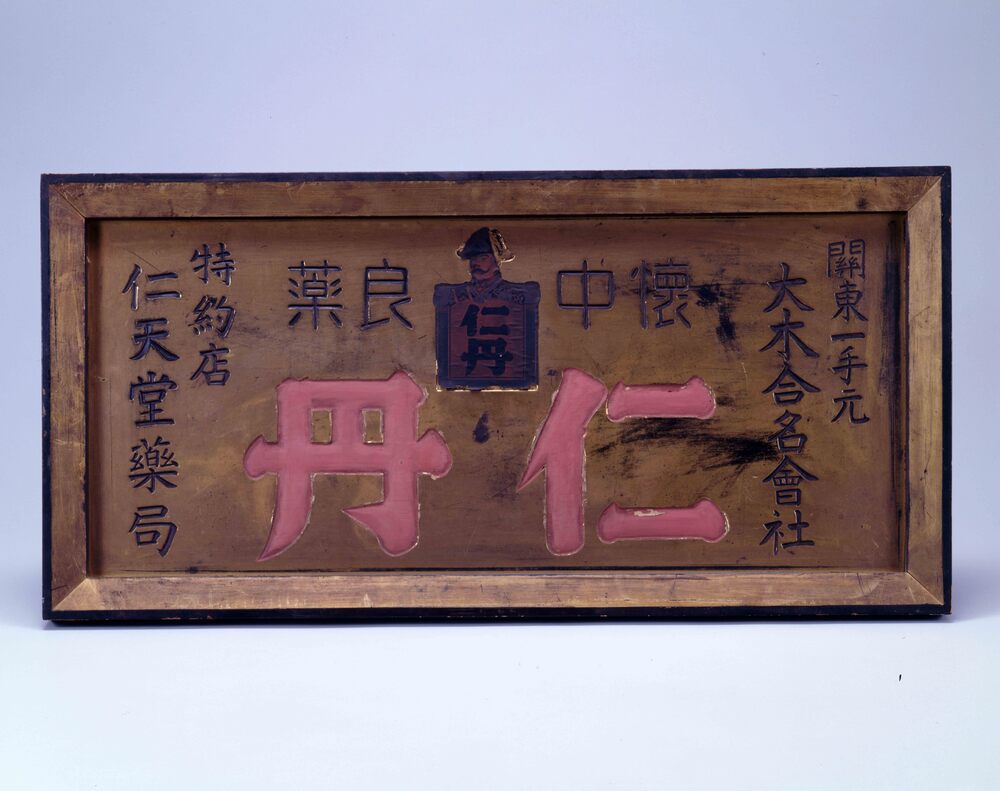 關東一手元
大木合名會社
懐中良薬
仁丹
仁丹
特約店
仁天堂藥局